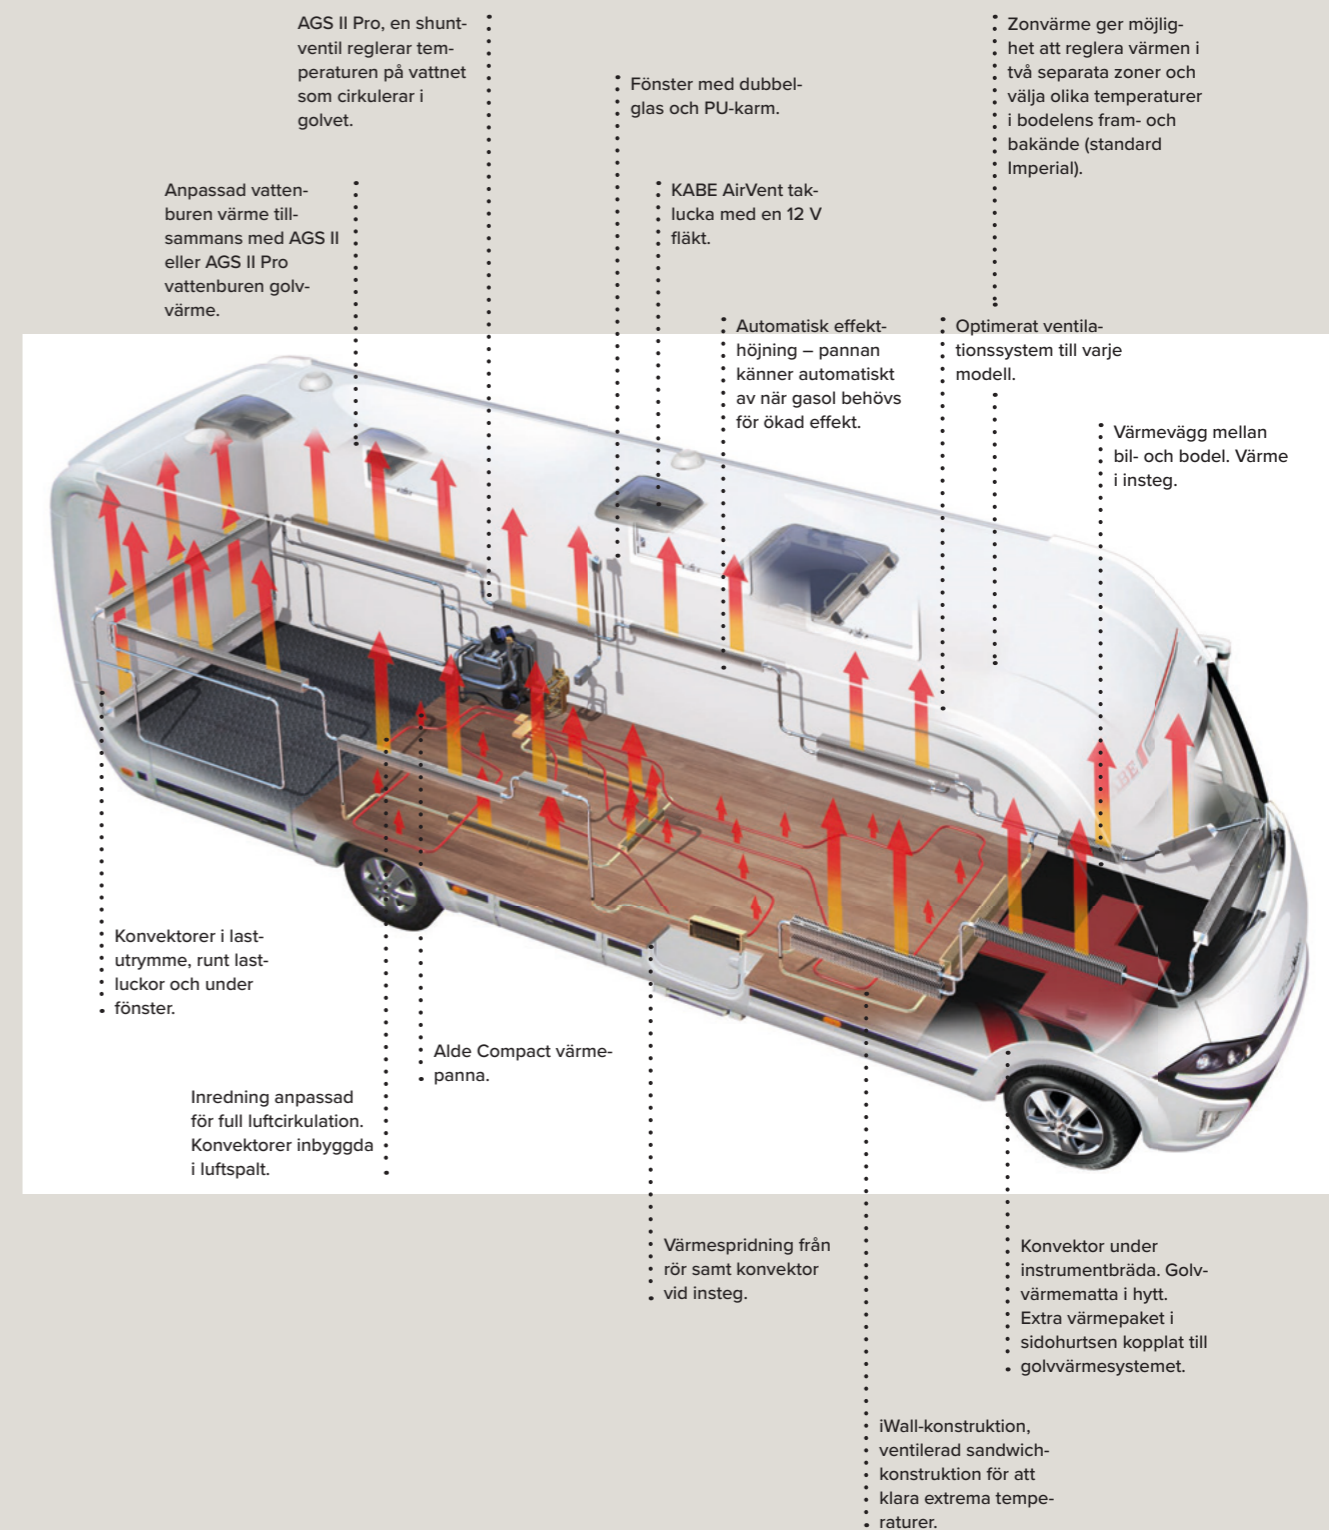 AGS II Pro, en shunt-
ventil reglerar tem-
peraturen på vattnet
som cirkulerar i
golvet.
Zonvärme ger möjlig-
het att reglera värmen i
två separata zoner och
välja olika temperaturer
i bodelens fram- och
bakände (standard
Imperial).
Fönster med dubbel-
glas och PU-karm.
Anpassad vatten-
buren värme till-
sammans med AGS II
eller AGS II Pro
vattenburen golv-
värme.
KABE AirVent tak-
lucka med en 12 V
fläkt.
Automatisk effekt-
höjning – pannan
känner automatiskt
av när gasol behövs
för ökad effekt.
Optimerat ventila-
tionssystem till varje
modell.
Värmevägg mellan
bil- och bodel. Värme
i insteg.
Konvektorer i last-
utrymme, runt last-
luckor och under
fönster.
Alde Compact värme-
panna.
Inredning anpassad
för full luftcirkulation.
Konvektorer inbyggda
i luftspalt.
Värmespridning från
rör samt konvektor
vid insteg.
Konvektor under
instrumentbräda. Golv-
värmematta i hytt.
Extra värmepaket i
sidohurtsen kopplat till
golvvärmesystemet.
iWall-konstruktion,
ventilerad sandwich-
konstruktion för att
klara extrema tempe-
raturer.